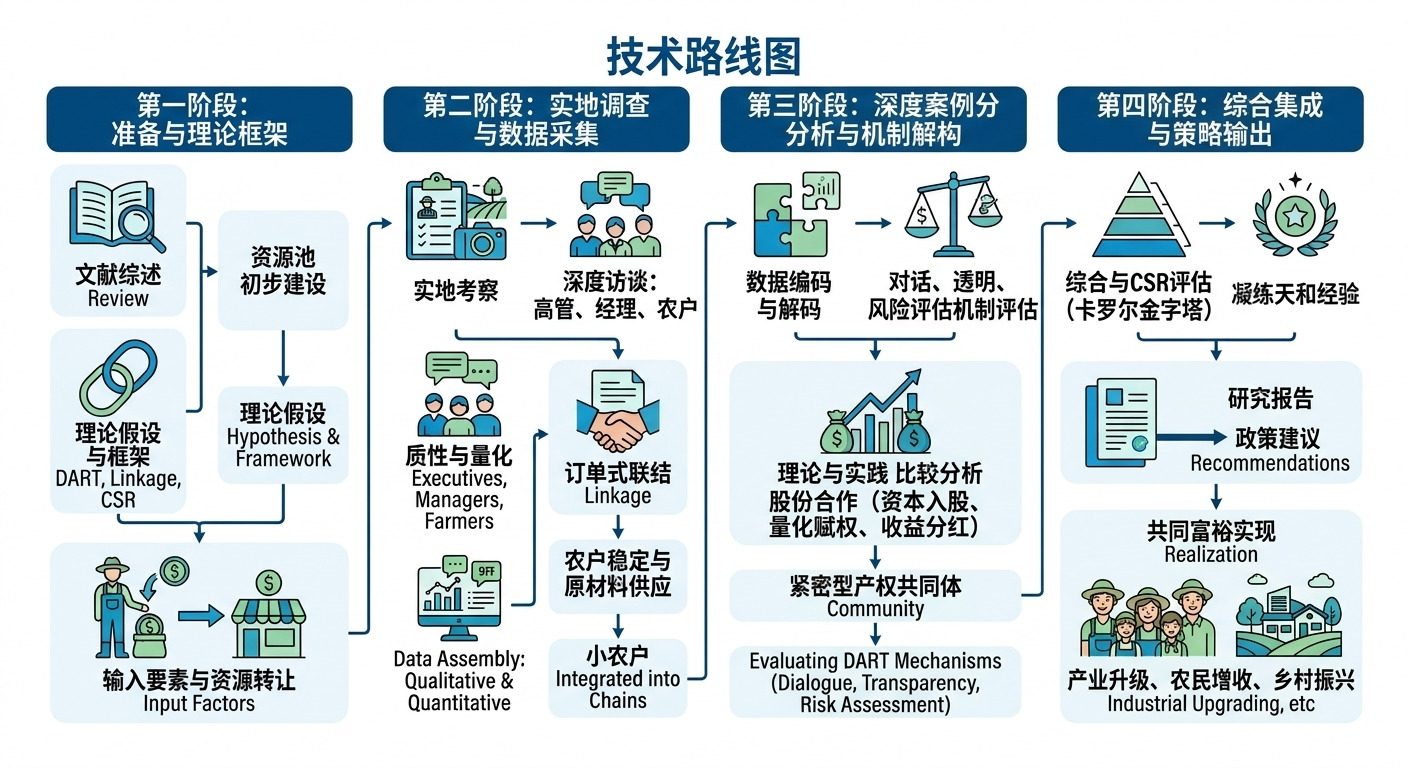 技术路线图
第一阶段：
准备与理论框架
文献综述
Review
资源池
初步建设
理论假设
与框架
DART, Linkage,
CSR
理论假设
Hypothesis &
Framework
$
$
$
输入要素与资源转让
Input Factors
第二阶段：实地调查
与数据采集
实地考察
深度访谈：
高管、经理、农户
质性与量化
Executives,
Managers,
Farmers
订单式联结
Linkage
9FF
Data Assembly:
Qualitative &
Quantitative
农户稳定与
原材料供应
小农户
Integrated into
Chains
第三阶段：深度案例分
分析与机制解构
数据编码
与解码
$
对话、透明、
风险评估机制评估
$
$
理论与实践 比较分析
股份合作（资本入股、
量化赋权、收益分红）
紧密型产权共同体
Community
Evaluating DART Mechanisms
(Dialogue, Transparency,
Risk Assessment)
第四阶段：综合集成
与策略输出
综合与CSR评估
（卡罗尔金字塔）
凝练天和经验
研究报告
政策建议
Recommendations
共同富裕实现
Realization
产业升级、农民增收、乡村振兴
Industrial Upgrading, etc